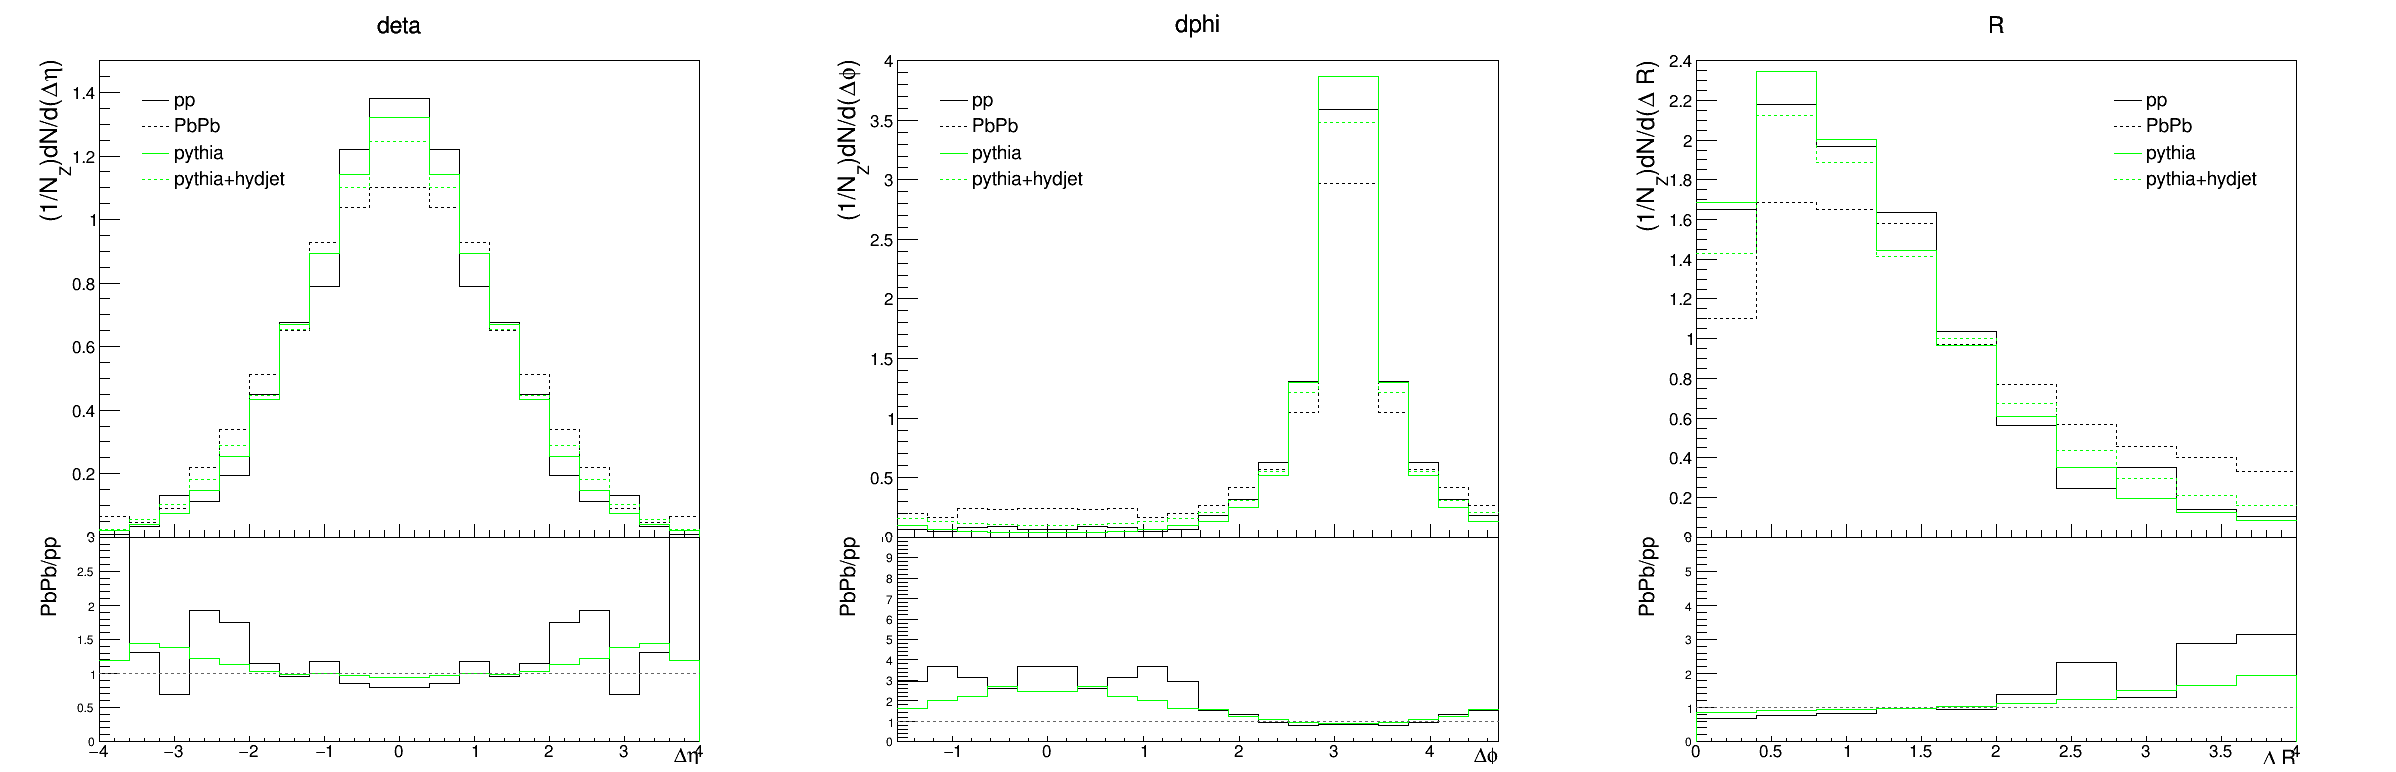 deta
(1/N_Z)dN/d(Δη)
pp
PbPb
pythia
pythia+hydjet
1.4
1.2
1
0.8
0.6
0.4
0.2
PbPb/pp
3
2.5
2
1.5
1
0.5
0
−4 −3 −2 −1 0 1 2 3 4
Δη
dphi
(1/N_Z)dN/d(Δϕ)
pp
PbPb
pythia
pythia+hydjet
4
3.5
3
2.5
2
1.5
1
0.5
0
PbPb/pp
9
8
7
6
5
4
3
2
1
0
−1 0 1 2 3 4
Δϕ
R
(1/N_Z)dN/d(Δ R)
pp
PbPb
pythia
pythia+hydjet
2.4
2.2
2
1.8
1.6
1.4
1.2
1
0.8
0.6
0.4
0.2
PbPb/pp
5
4
3
2
1
0
0 0.5 1 1.5 2 2.5 3 3.5 4
Δ R